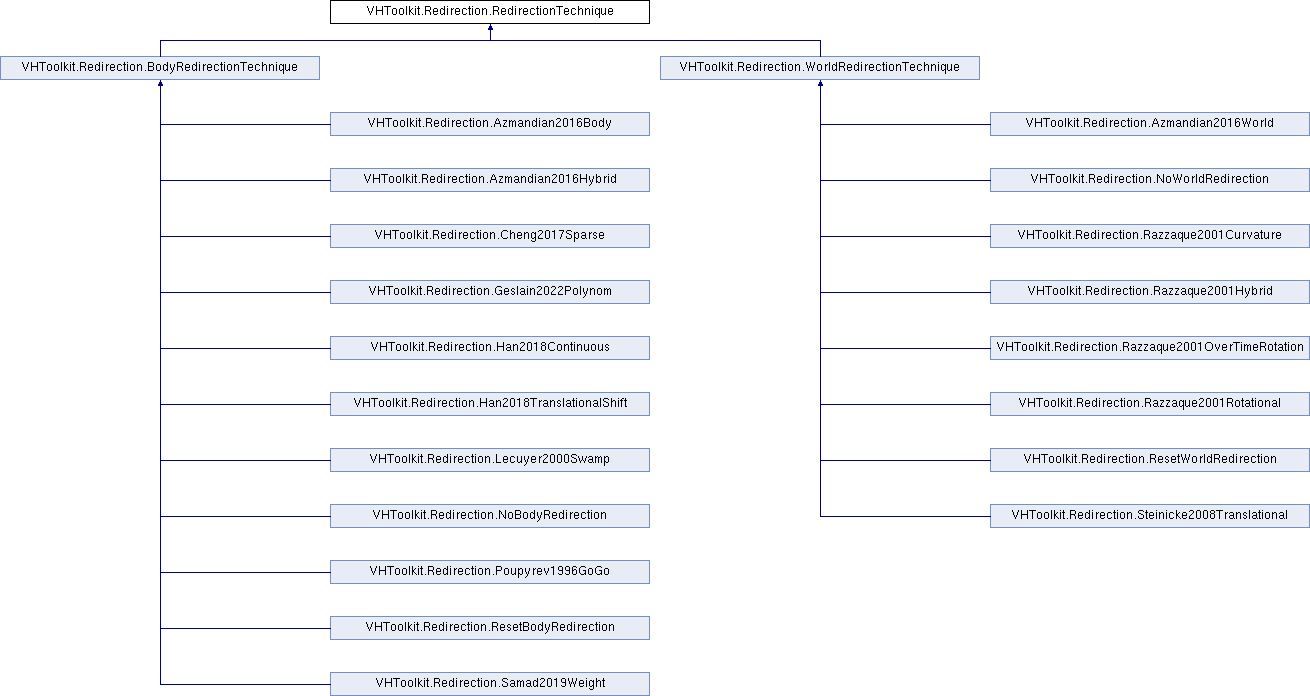 VHToolkit.Redirection.RedirectionTechnique
VHToolkit.Redirection.BodyRedirectionTechnique
VHToolkit.Redirection.WorldRedirectionTechnique
VHToolkit.Redirection.Azmandian2016Body
VHToolkit.Redirection.Azmandian2016World
VHToolkit.Redirection.Azmandian2016Hybrid
VHToolkit.Redirection.NoWorldRedirection
VHToolkit.Redirection.Cheng2017Sparse
VHToolkit.Redirection.Razzaque2001Curvature
VHToolkit.Redirection.Geslain2022Polynom
VHToolkit.Redirection.Razzaque2001Hybrid
VHToolkit.Redirection.Han2018Continuous
VHToolkit.Redirection.Razzaque2001OverTimeRotation
VHToolkit.Redirection.Han2018TranslationalShift
VHToolkit.Redirection.Razzaque2001Rotational
VHToolkit.Redirection.Lecuyer2000Swamp
VHToolkit.Redirection.ResetWorldRedirection
VHToolkit.Redirection.NoBodyRedirection
VHToolkit.Redirection.Steinicke2008Translational
VHToolkit.Redirection.Poupyrev1996GoGo
VHToolkit.Redirection.ResetBodyRedirection
VHToolkit.Redirection.Samad2019Weight